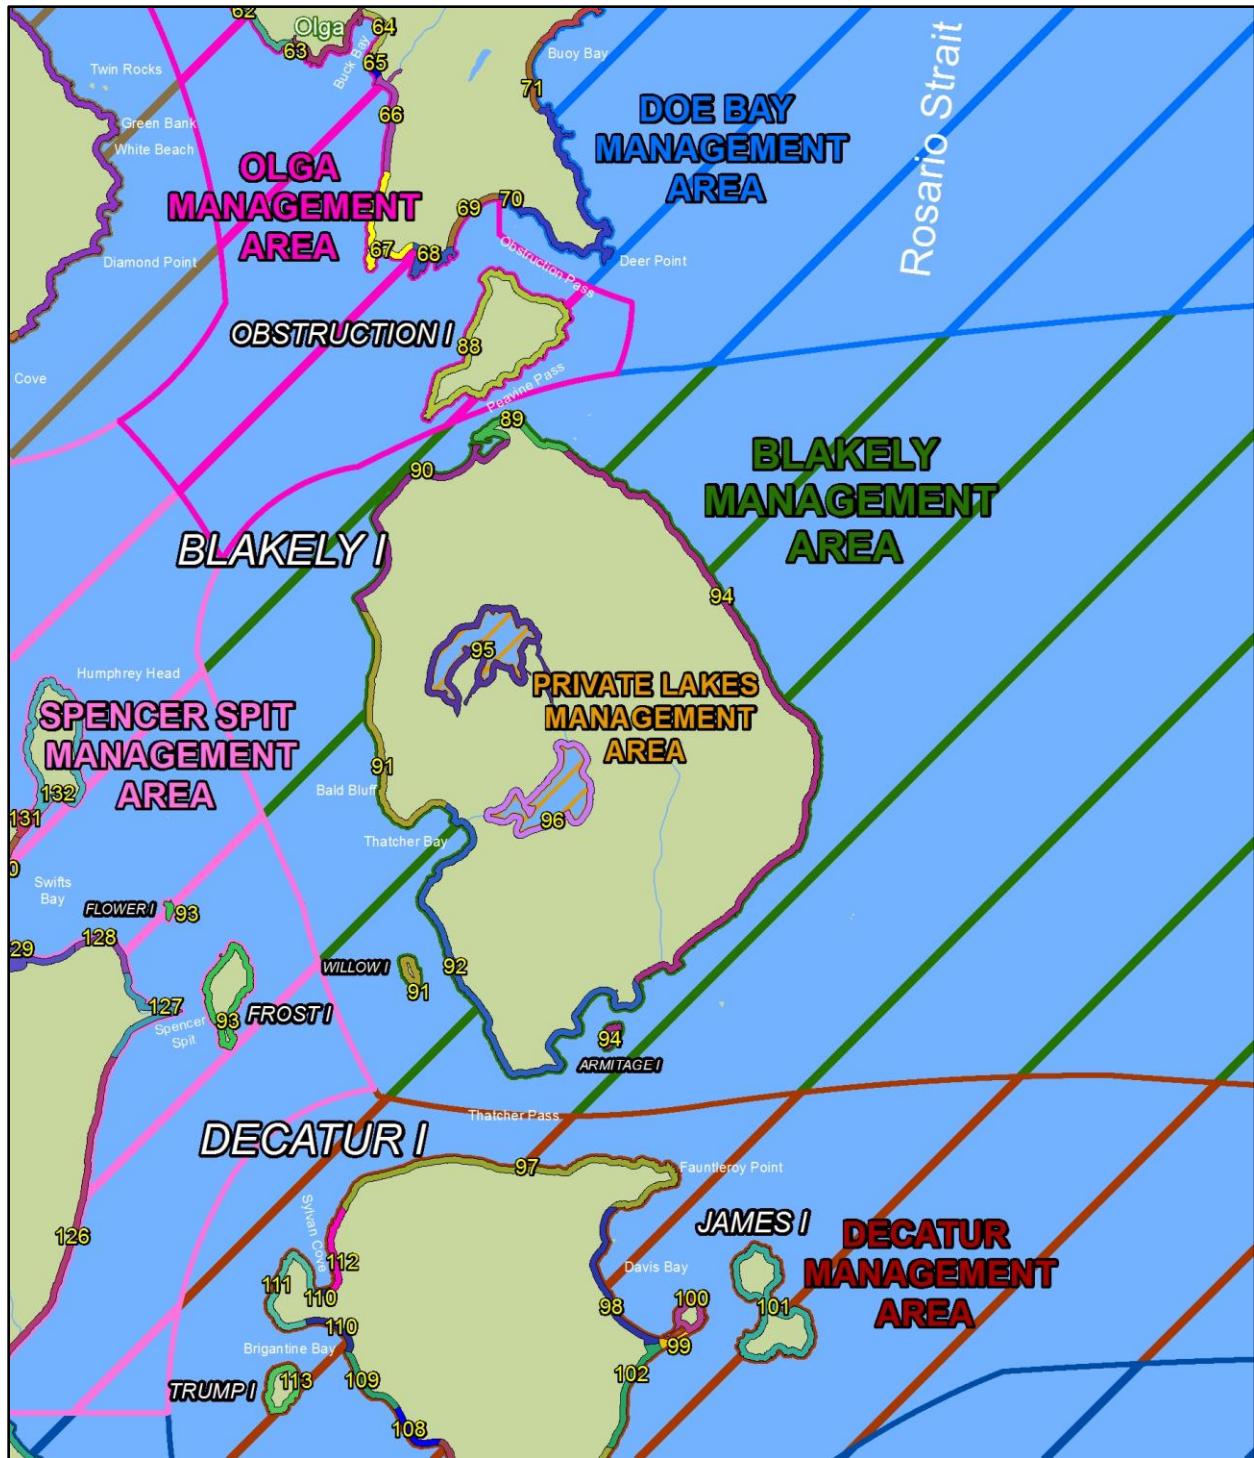 62
Olga
64
63
Buck Bay
65
Buoy Bay
Twin Rocks
71
66
Green Bank
White Beach
DOE BAY
MANAGEMENT
AREA
Rosario Strait
OLGA
MANAGEMENT
AREA
69
70
67
68
Obstruction Pass
Deer Point
Diamond Point
OBSTRUCTION I
88
Cove
Peavine Pass
89
90
BLAKELY
MANAGEMENT
AREA
BLAKELY I
94
95
Humphrey Head
PRIVATE LAKES
MANAGEMENT
AREA
SPENCER SPIT
MANAGEMENT
AREA
132
131
91
Bald Bluff
96
Thatcher Bay
0
Swifts
Bay
FLOWER I
93
128
29
WILLOW I
91
92
127
Spencer
Spit
93
FROST I
94
ARMITAGE I
Thatcher Pass
DECATUR I
97
Fauntleroy Point
Sylvan Cove
126
112
JAMES I
DECATUR
MANAGEMENT
AREA
Davis Bay
111
110
98
100
101
110
99
Brigantine Bay
TRUMP I
113
109
102
108